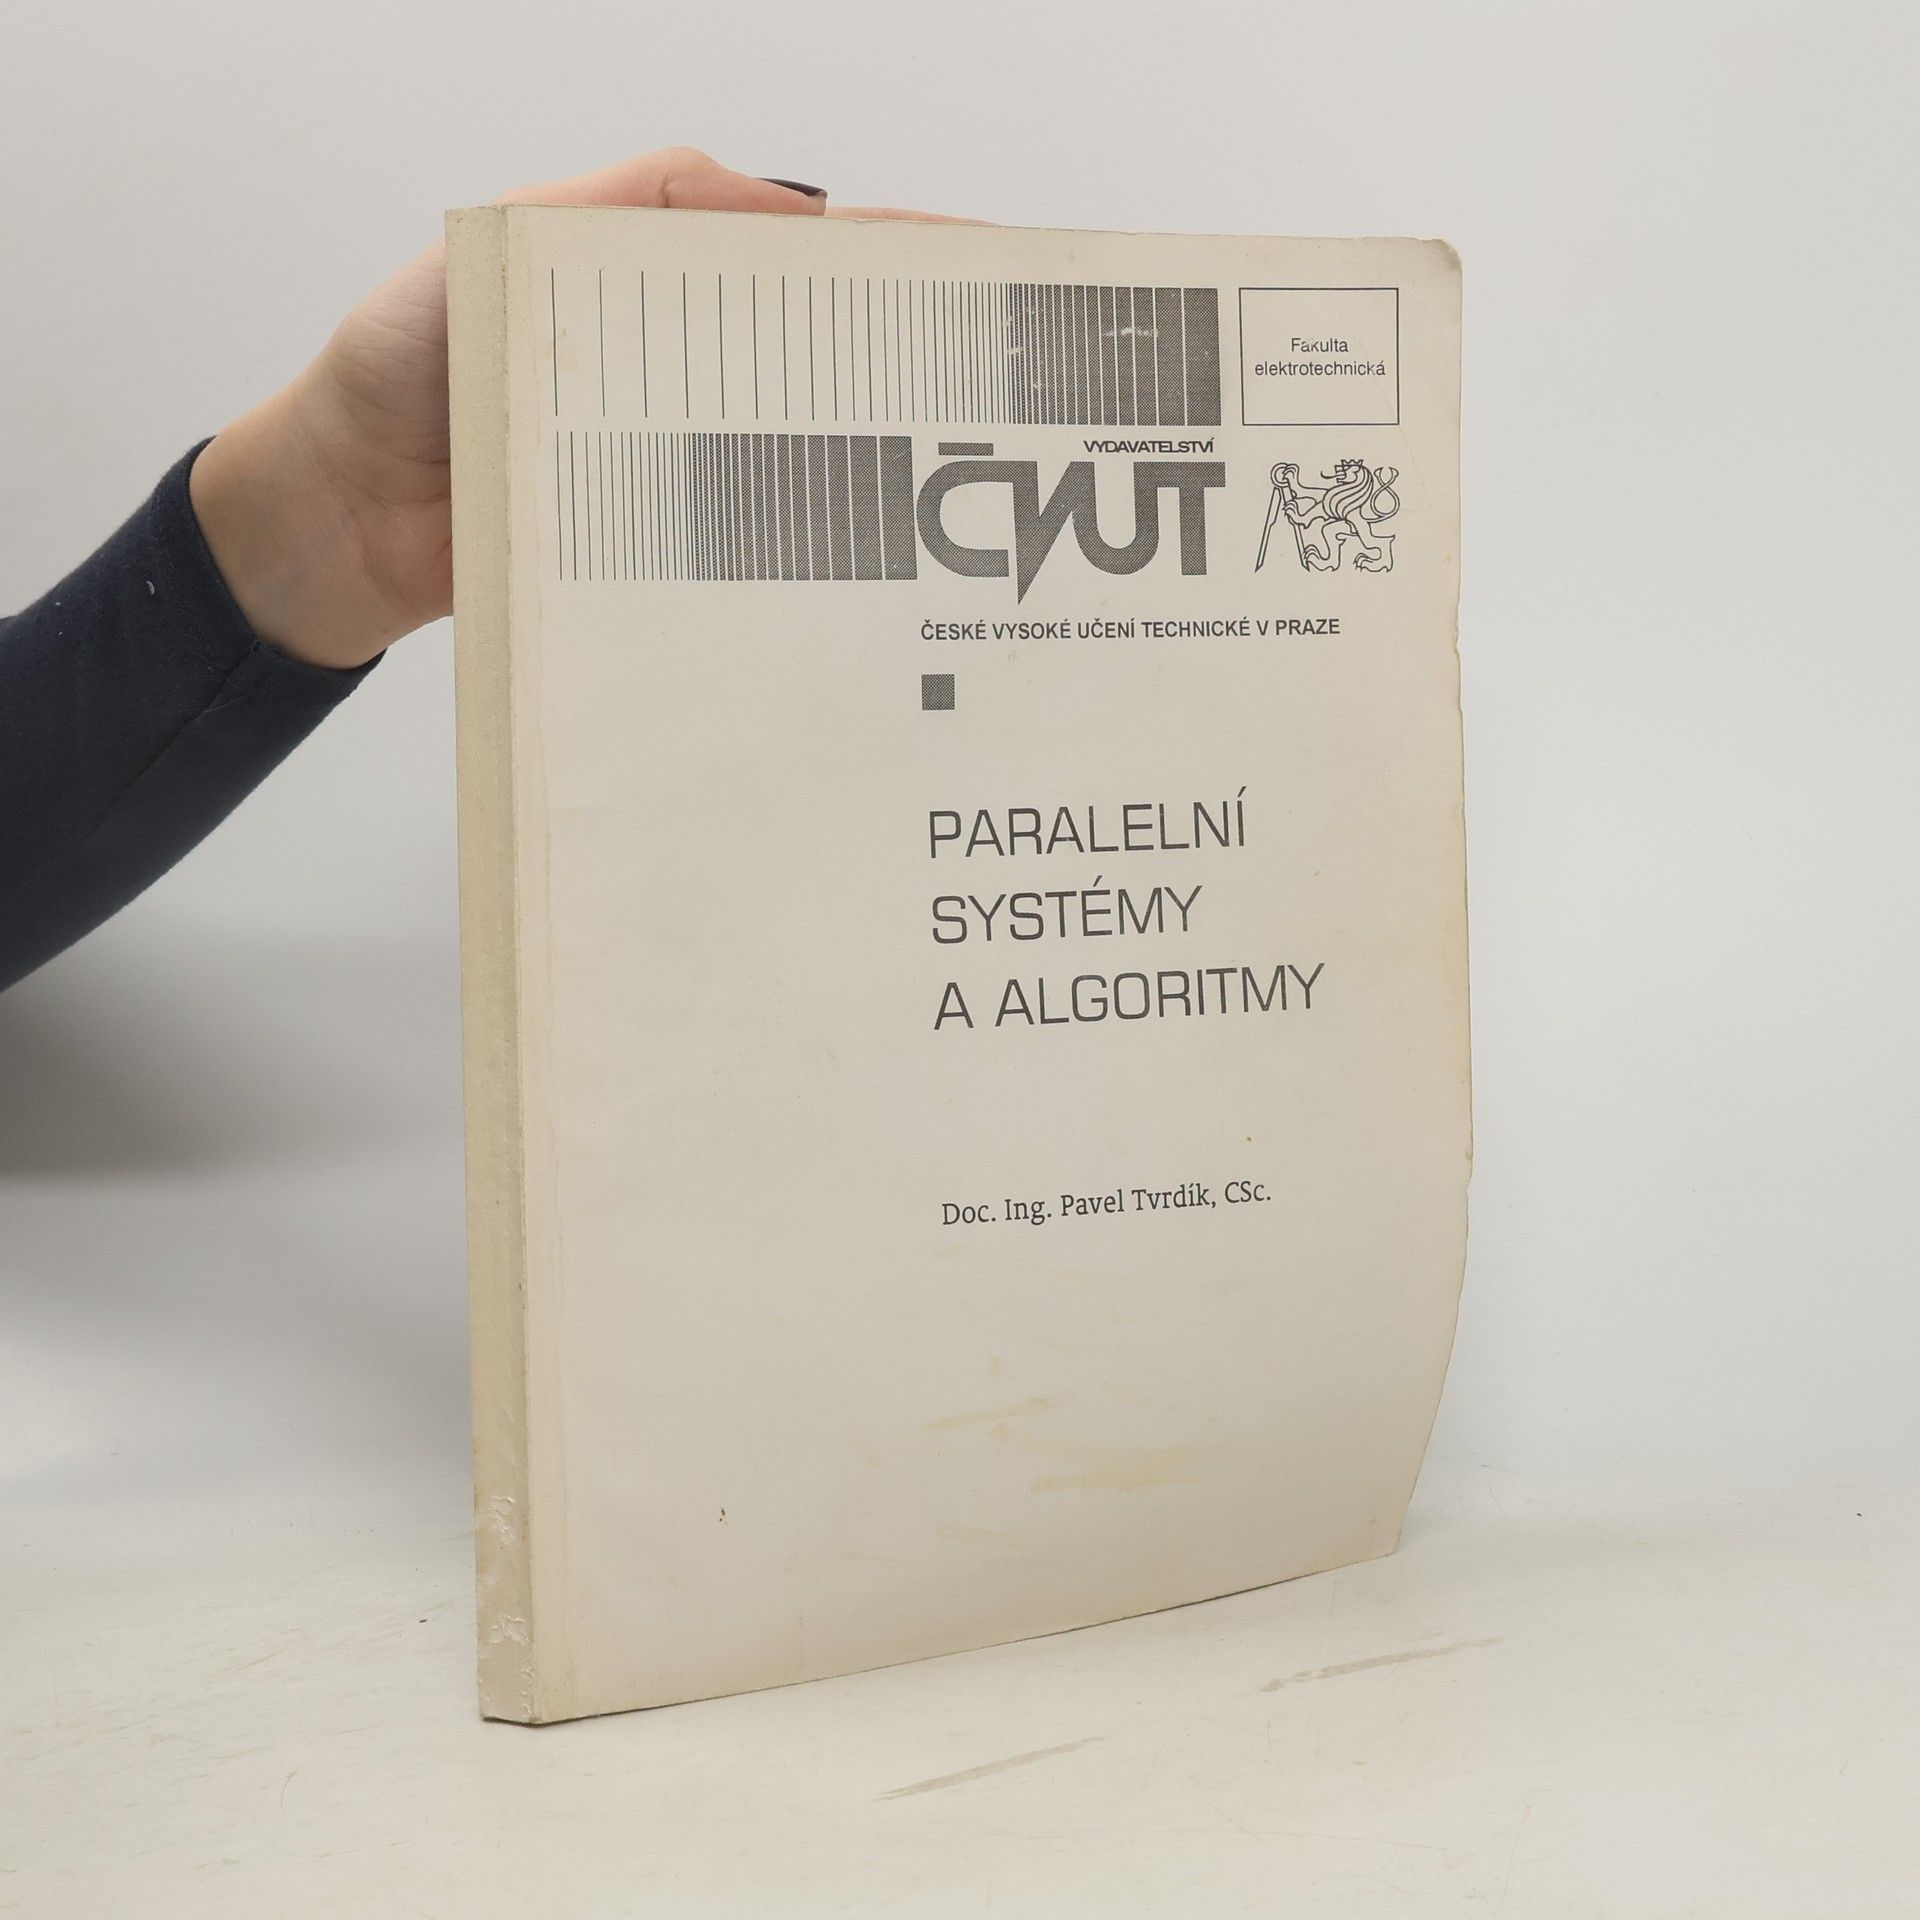 Fakulta
elektrotechnická
VYDAVATELSTVÍ
ČVUT
ČESKÉ VYSOKÉ UČENÍ TECHNICKÉ V PRAZE
PARALELNÍ
SYSTÉMY
A ALGORITMY
Doc. Ing. Pavel Tvrdík, CSc.